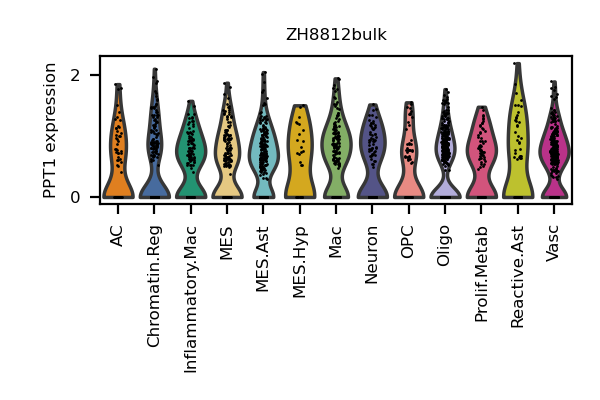 ZH8812bulk
PPT1 expression
2
0
AC
Chromatin.Reg
Inflammatory.Mac
MES
MES.Ast
MES.Hyp
Mac
Neuron
OPC
Oligo
Prolif.Metab
Reactive.Ast
Vasc